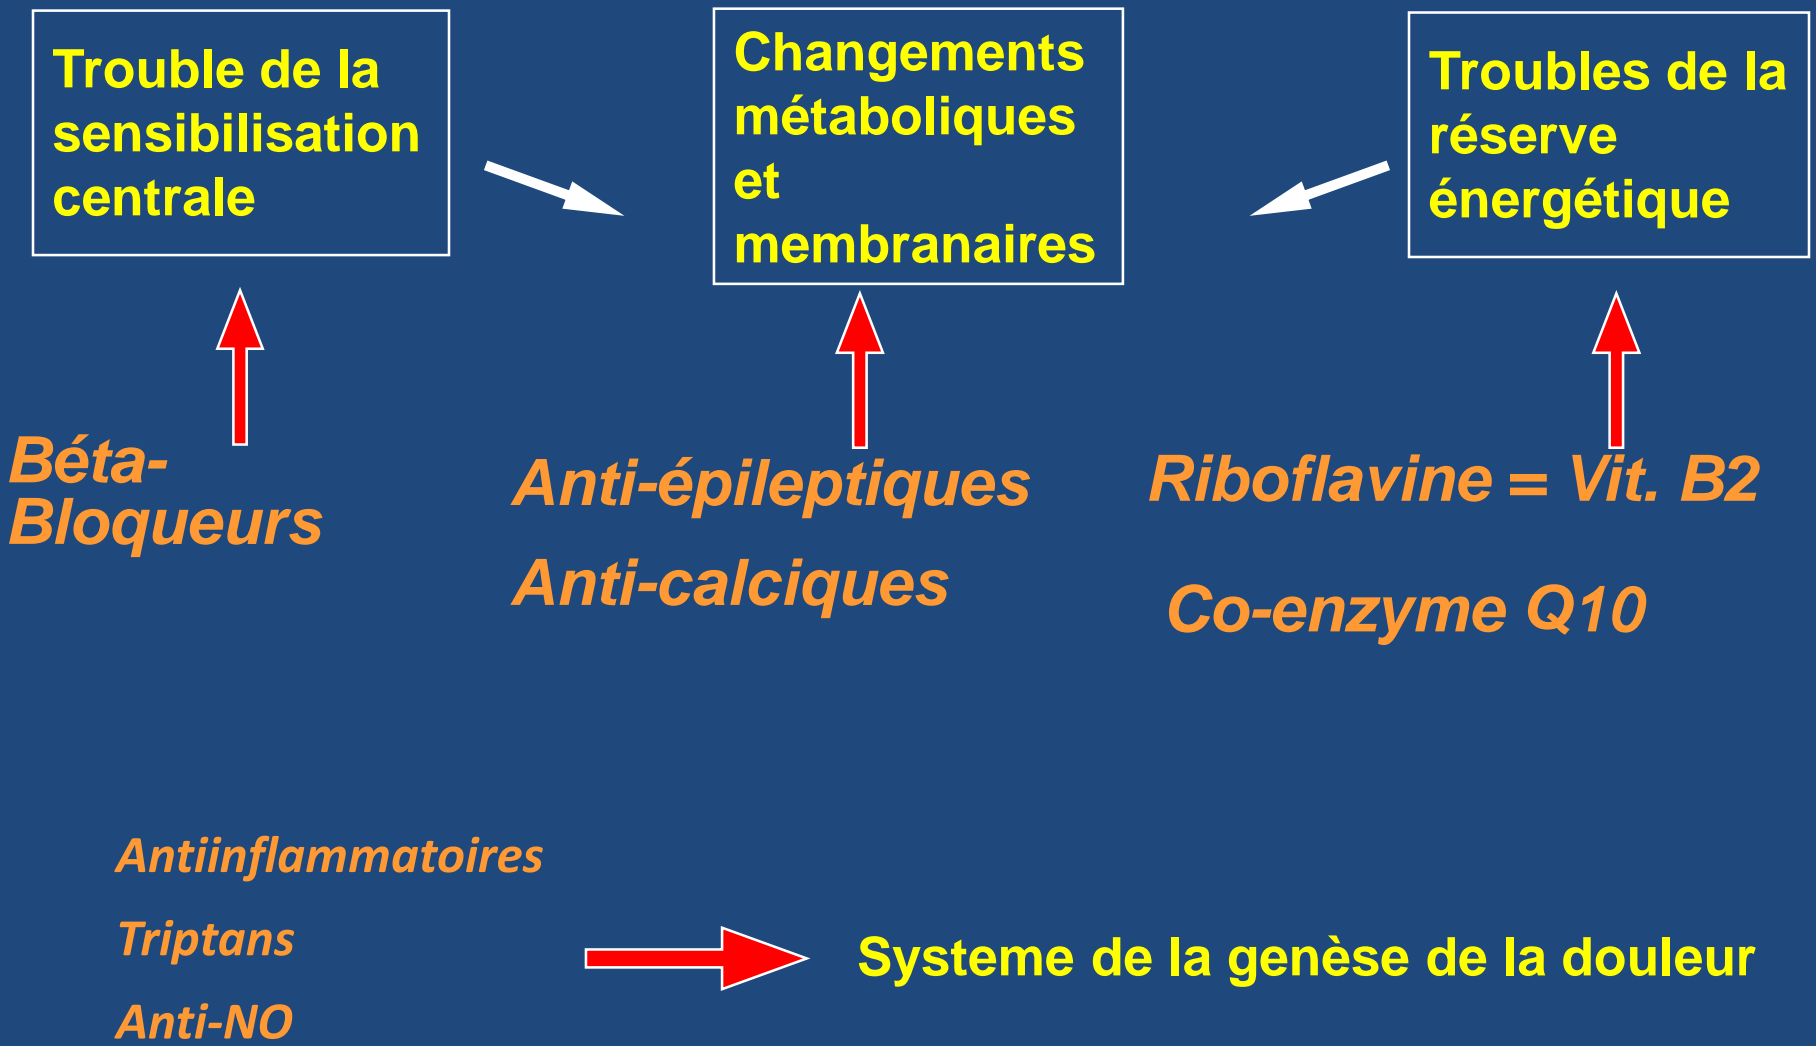 Trouble de la
sensibilisation
centrale
Changements
métaboliques
et
membranaires
Troubles de la
réserve
énergétique
Béta-
Bloqueurs
Anti-épileptiques
Anti-calciques
Riboflavine = Vit. B2
Co-enzyme Q10
Antiinflammatoires
Triptans
Anti-NO
Systeme de la genèse de la douleur